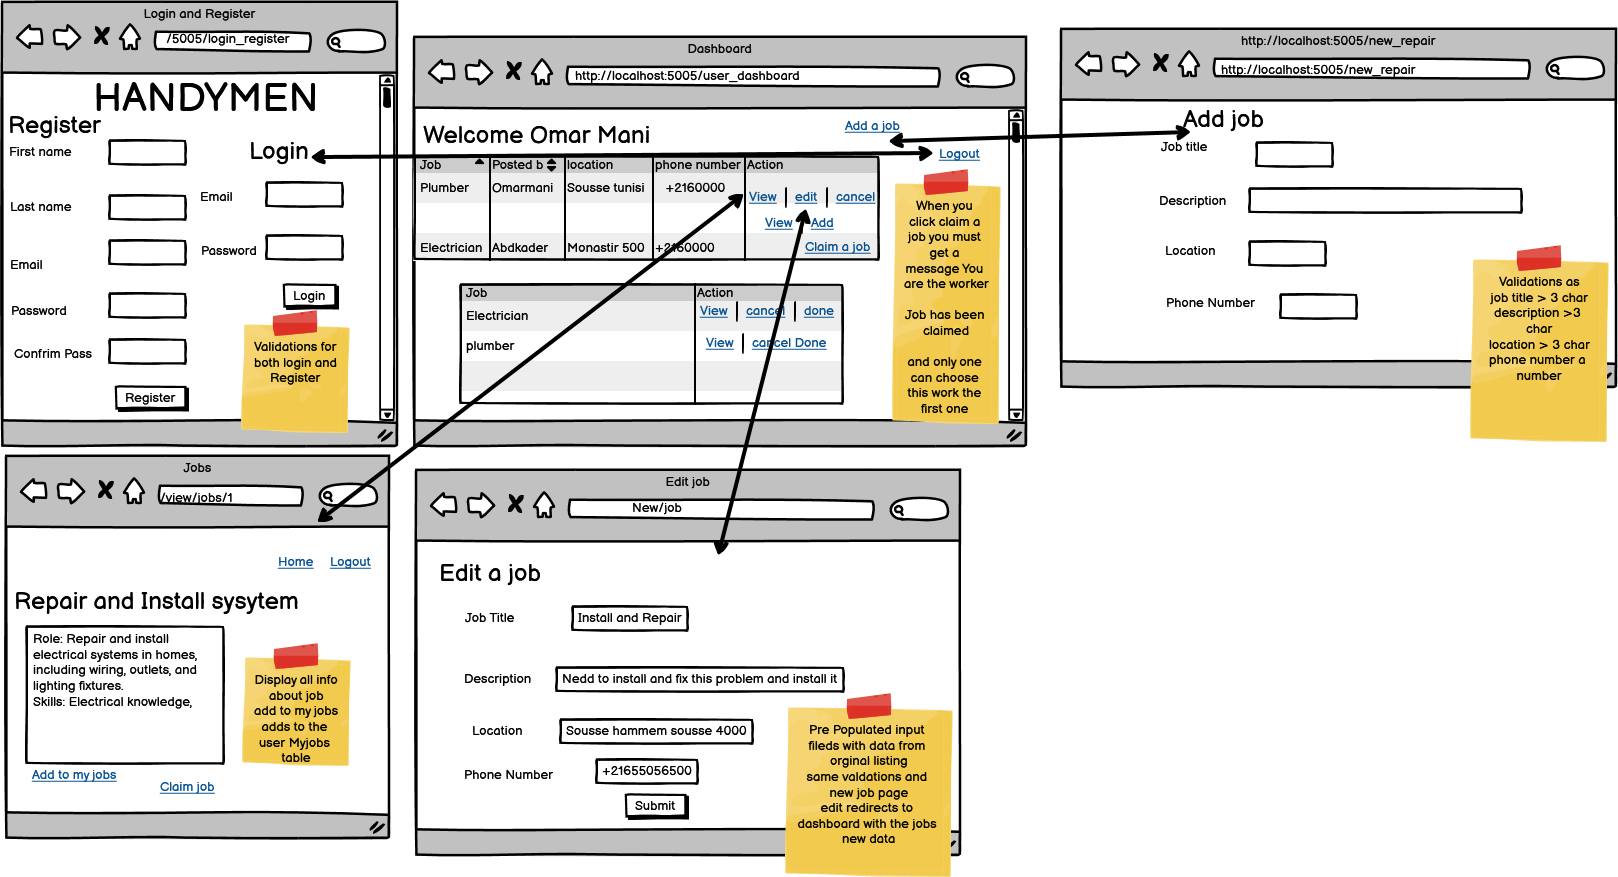 Login and Register
/5005/login_register
HANDYMEN
Register
First name
Last name
Email
Password
Confrim Pass
Register
Login
Email
Password
Login
Validations for
both login and
Register
Dashboard
http://localhost:5005/user_dashboard
Welcome Omar Mani
Add a job
Logout
Job Posted b location phone number Action
Plumber Omarmani Sousse tunisi +2160000 View edit cancel
View Add
Electrician Abdkader Monastir 500 +2160000 Claim a job
Job Action
Electrician View cancel done
plumber View cancel Done
When you
click claim a
job you must
get a
message You
are the worker
Job has been
claimed
and only one
can choose
this work the
first one
http://localhost:5005/new_repair
http://localhost:5005/new_repair
Add job
Job title
Description
Location
Phone Number
Validations as
job title > 3 char
description >3
char
location > 3 char
phone number a
number
Jobs
/view/jobs/1
Home Logout
Repair and Install sysytem
Role: Repair and install
electrical systems in homes,
including wiring, outlets, and
lighting fixtures.
Skills: Electrical knowledge,
Add to my jobs
Claim job
Display all info
about job
add to my jobs
adds to the
user Myjobs
table
Edit job
New/job
Edit a job
Job Title Install and Repair
Description Nedd to install and fix this problem and install it
Location Sousse hammem sousse 4000
Phone Number +21655056500
Submit
Pre Populated input
fileds with data from
orginal listing
same valdations and
new job page
edit redirects to
dashboard with the jobs
new data